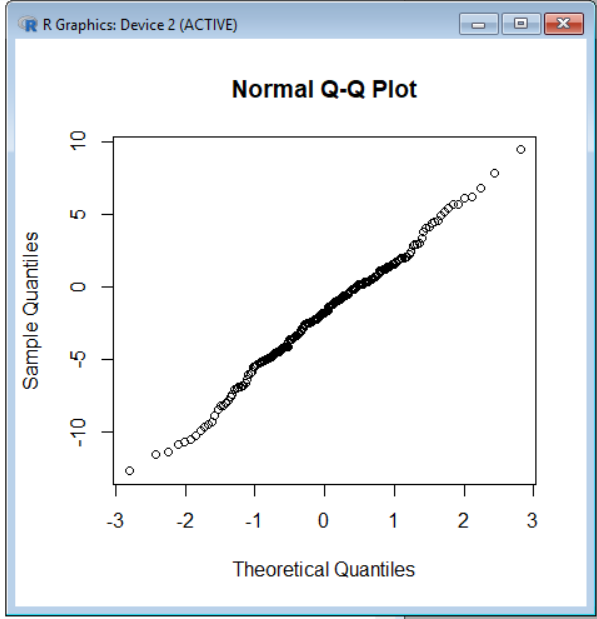 R Graphics: Device 2 (ACTIVE)
Normal Q-Q Plot
Sample Quantiles
10
5
0
-5
-10
-3 -2 -1 0 1 2 3
Theoretical Quantiles